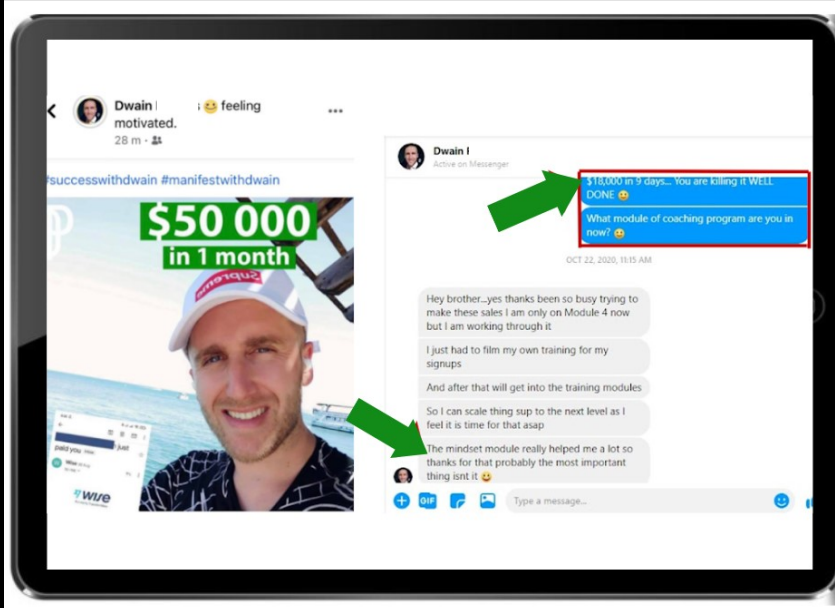 Dwain
feeling
motivated.
28 m
#successwithdwain #manifestwithdwain
$50 000
in 1 month
Supreme
just
paid you
Wise
WISE
Dwain
Active on Messenger
$18,000 in 9 days... You are killing it WELL
DONE 😄
What module of coaching program are you in
now? 😄
OCT 22, 2020, 11:15 AM
Hey brother...yes thanks been so busy trying to
make these sales I am only on Module 4 now
but I am working through it
I just had to film my own training for my
signups
And after that will get into the training modules
So I can scale thing sup to the next level as I
feel it is time for that asap
The mindset module really helped me a lot so
thanks for that probably the most important
thing isnt it 😃
GIF
Type a message...